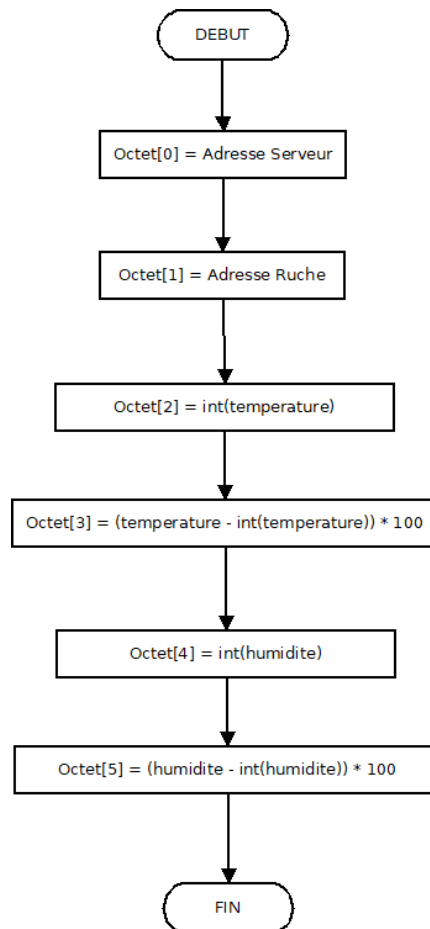 DEBUT
Octet[0] = Adresse Serveur
Octet[1] = Adresse Ruche
Octet[2] = int(temperature)
Octet[3] = (temperature - int(temperature)) * 100
Octet[4] = int(humidite)
Octet[5] = (humidite - int(humidite)) * 100
FIN